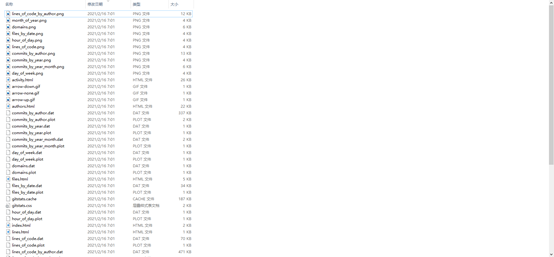 名称 修改日期 类型 大小
lines_of_code_by_author.png 2021/2/16 7:01 PNG 文件 12 KB
month_of_year.png 2021/2/16 7:01 PNG 文件 4 KB
domains.png 2021/2/16 7:01 PNG 文件 6 KB
files_by_date.png 2021/2/16 7:01 PNG 文件 4 KB
hour_of_day.png 2021/2/16 7:01 PNG 文件 4 KB
lines_of_code.png 2021/2/16 7:01 PNG 文件 4 KB
commits_by_author.png 2021/2/16 7:01 PNG 文件 13 KB
commits_by_year.png 2021/2/16 7:01 PNG 文件 4 KB
commits_by_year_month.png 2021/2/16 7:01 PNG 文件 6 KB
day_of_week.png 2021/2/16 7:01 PNG 文件 4 KB
activity.html 2021/2/16 7:01 HTML 文件 26 KB
arrow-down.gif 2021/2/16 7:01 GIF 文件 1 KB
arrow-none.gif 2021/2/16 7:01 GIF 文件 1 KB
arrow-up.gif 2021/2/16 7:01 GIF 文件 1 KB
authors.html 2021/2/16 7:01 HTML 文件 22 KB
commits_by_author.dat 2021/2/16 7:01 DAT 文件 337 KB
commits_by_author.plot 2021/2/16 7:01 PLOT 文件 2 KB
commits_by_year.dat 2021/2/16 7:01 DAT 文件 1 KB
commits_by_year.plot 2021/2/16 7:01 PLOT 文件 1 KB
commits_by_year_month.dat 2021/2/16 7:01 DAT 文件 2 KB
commits_by_year_month.plot 2021/2/16 7:01 PLOT 文件 1 KB
day_of_week.dat 2021/2/16 7:01 DAT 文件 1 KB
day_of_week.plot 2021/2/16 7:01 PLOT 文件 1 KB
domains.dat 2021/2/16 7:01 DAT 文件 1 KB
domains.plot 2021/2/16 7:01 PLOT 文件 1 KB
files.html 2021/2/16 7:01 HTML 文件 5 KB
files_by_date.dat 2021/2/16 7:01 DAT 文件 34 KB
files_by_date.plot 2021/2/16 7:01 PLOT 文件 1 KB
gitstats.cache 2021/2/16 7:01 CACHE 文件 187 KB
gitstats.css 2021/2/16 7:01 层叠样式表文档 2 KB
hour_of_day.dat 2021/2/16 7:01 DAT 文件 1 KB
hour_of_day.plot 2021/2/16 7:01 PLOT 文件 1 KB
index.html 2021/2/16 7:01 HTML 文件 2 KB
lines.html 2021/2/16 7:01 HTML 文件 1 KB
lines_of_code.dat 2021/2/16 7:01 DAT 文件 70 KB
lines_of_code.plot 2021/2/16 7:01 PLOT 文件 1 KB
lines_of_code_by_author.dat 2021/2/16 7:01 DAT 文件 471 KB